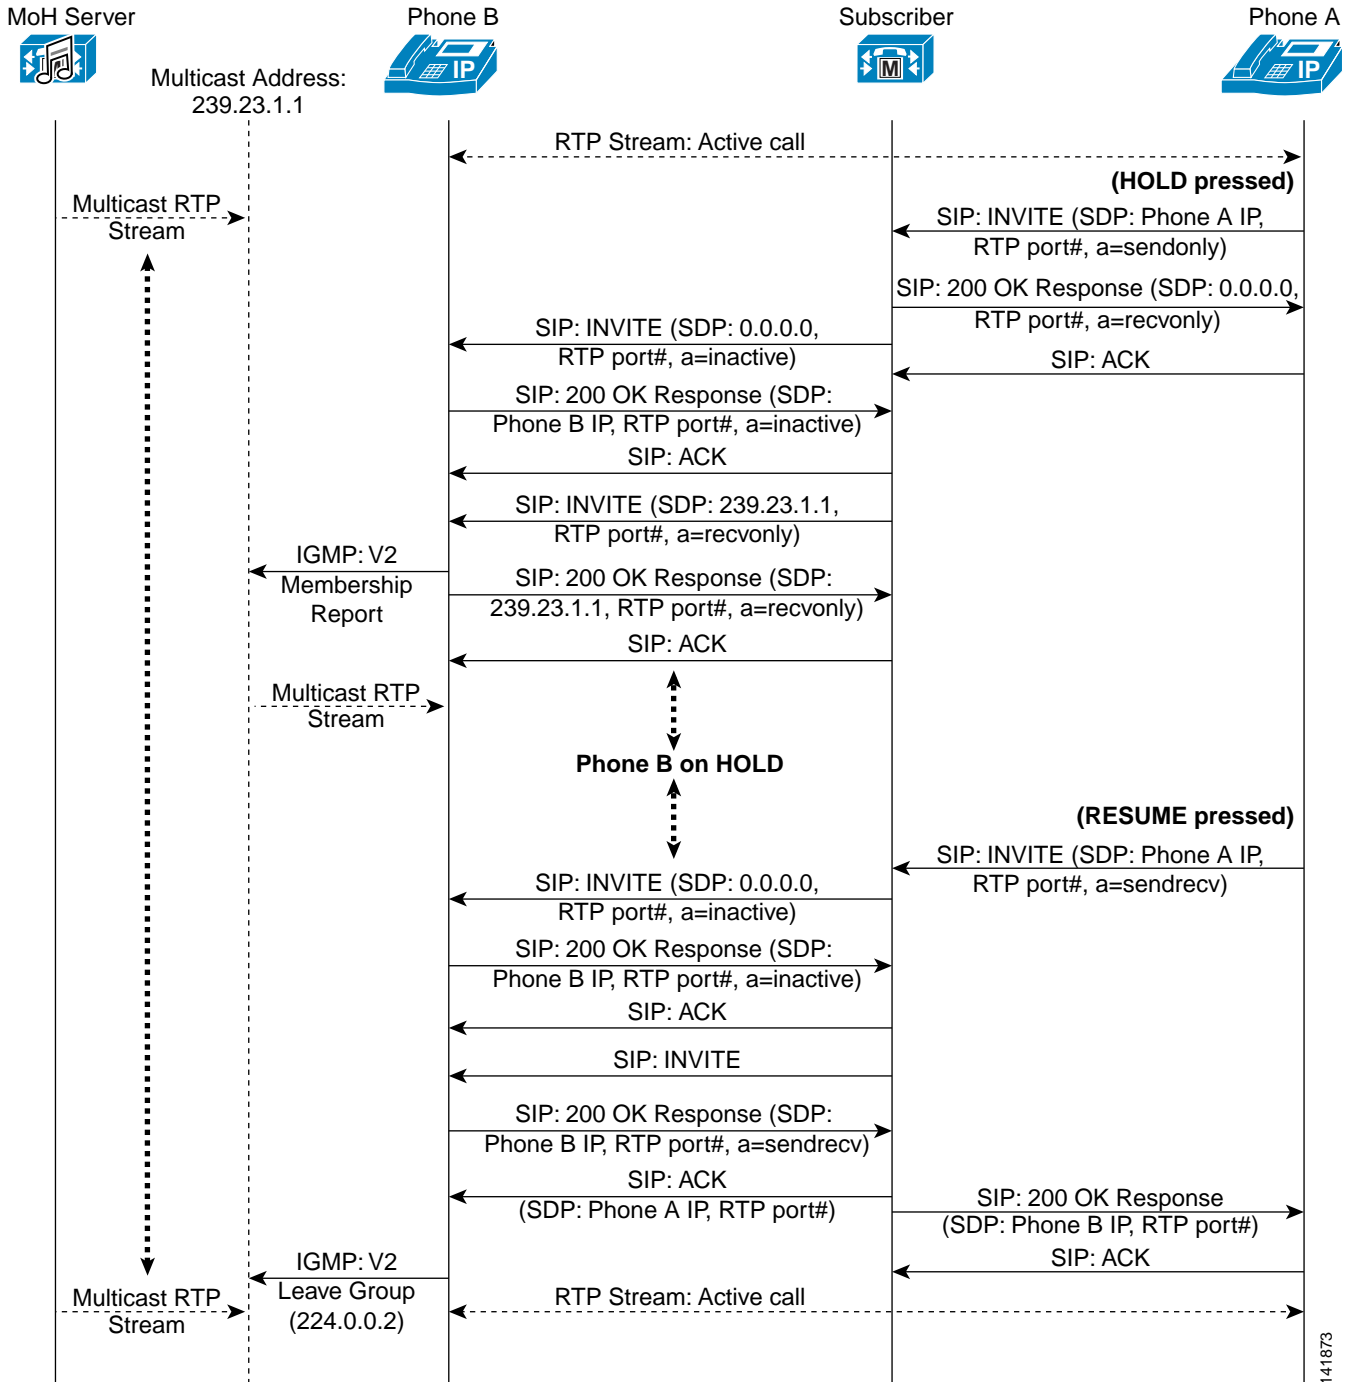 MoH Server
Phone B
Subscriber
Phone A
IP
M
IP
Multicast Address:
239.23.1.1
RTP Stream: Active call
(HOLD pressed)
Multicast RTP
Stream
SIP: INVITE (SDP: Phone A IP,
RTP port#, a=sendonly)
SIP: 200 OK Response (SDP: 0.0.0.0,
RTP port#, a=recvonly)
SIP: INVITE (SDP: 0.0.0.0,
RTP port#, a=inactive)
SIP: ACK
SIP: 200 OK Response (SDP:
Phone B IP, RTP port#, a=inactive)
SIP: ACK
SIP: INVITE (SDP: 239.23.1.1,
RTP port#, a=recvonly)
IGMP: V2
Membership
Report
SIP: 200 OK Response (SDP:
239.23.1.1, RTP port#, a=recvonly)
SIP: ACK
Multicast RTP
Stream
Phone B on HOLD
(RESUME pressed)
SIP: INVITE (SDP: Phone A IP,
RTP port#, a=sendrecv)
SIP: INVITE (SDP: 0.0.0.0,
RTP port#, a=inactive)
SIP: 200 OK Response (SDP:
Phone B IP, RTP port#, a=inactive)
SIP: ACK
SIP: INVITE
SIP: 200 OK Response (SDP:
Phone B IP, RTP port#, a=sendrecv)
SIP: ACK
(SDP: Phone A IP, RTP port#)
SIP: 200 OK Response
(SDP: Phone B IP, RTP port#)
SIP: ACK
IGMP: V2
Leave Group
(224.0.0.2)
Multicast RTP
Stream
RTP Stream: Active call
141873